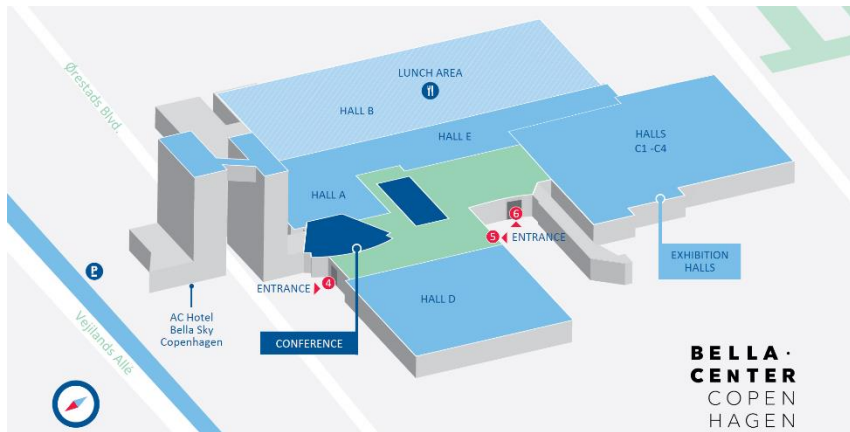 Ørestads Blvd.
LUNCH AREA
HALL B
HALL E
HALLS
C1 -C4
HALL A
6
5
ENTRANCE
EXHIBITION
HALLS
ENTRANCE
4
HALL D
P
AC Hotel
Bella Sky
Copenhagen
CONFERENCE
Vejlands Allé
BELLA·
CENTER
COPEN
HAGEN